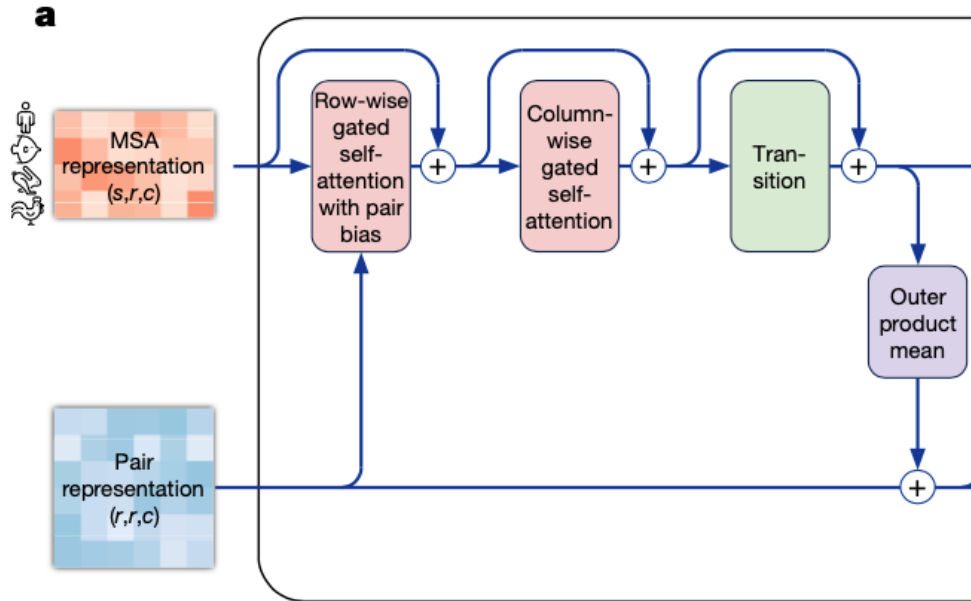 a
MSA
representation
(s,r,c)
Row-wise
gated
self-
attention
with pair
bias
+
Column-
wise
gated
self-
attention
+
Tran-
sition
+
Outer
product
mean
Pair
representation
(r,r,c)
+